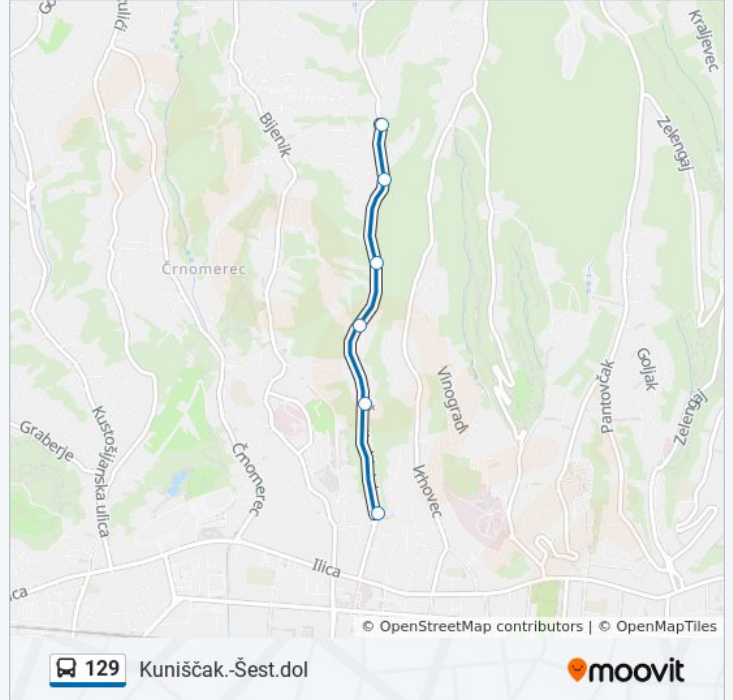 Kraljevec
Bijenik
Zelengaj
Črnomerec
Goljak
Pantovčak
Vinogradi
Zelengaj
Graberje
Kustošijanska ulica
Črnomerec
Vrhovec
Ilica
© OpenStreetMap contributors | © OpenMapTiles
129 Kuniščak.-Šest.dol
moovit